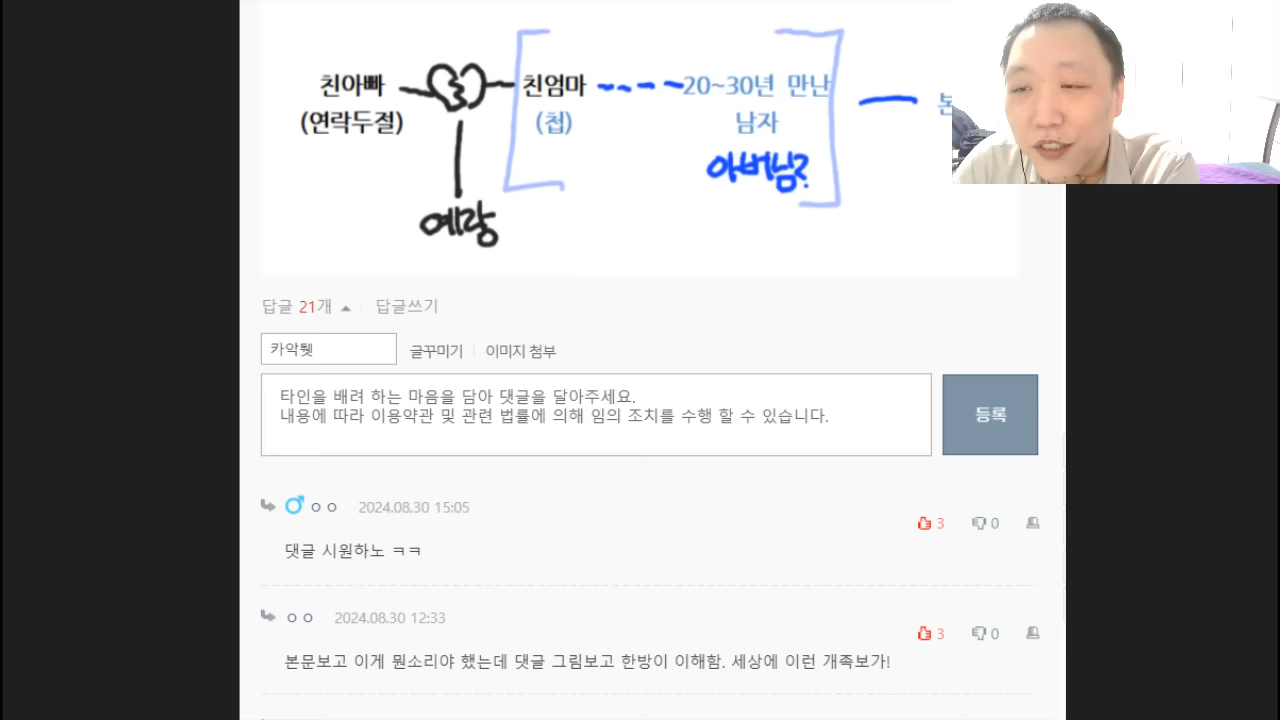 친아빠 친엄마 20~30년 만난
(연락두절) (첩) 남자
아버님?
예랑
답글 21개 답글쓰기
카악퉷 글꾸미기 이미지 첨부
타인을 배려 하는 마음을 담아 댓글을 달아주세요.
내용에 따라 이용약관 및 관련 법률에 의해 임의 조치를 수행 할 수 있습니다.
등록
ㅇㅇ 2024.08.30 15:05
3 0
댓글 시원하노 ㅋㅋ
ㅇㅇ 2024.08.30 12:33
3 0
본문보고 이게 뭔소리야 했는데 댓글 그림보고 한방이 이해함. 세상에 이런 개족보가!